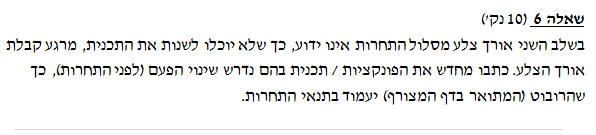 שאלה 6 (10 נק')
בשלב השני אורך צלע מסלול התחרות אינו ידוע, כך שלא יוכלו לשנות את התכנית, מרגע קבלת
אורך הצלע. כתבו מחדש את הפונקציות / תכנית בהם נדרש שינוי הפעם (לפני התחרות), כך
שהרובוט (המתואר בדף המצורף) יעמוד בתנאי התחרות.